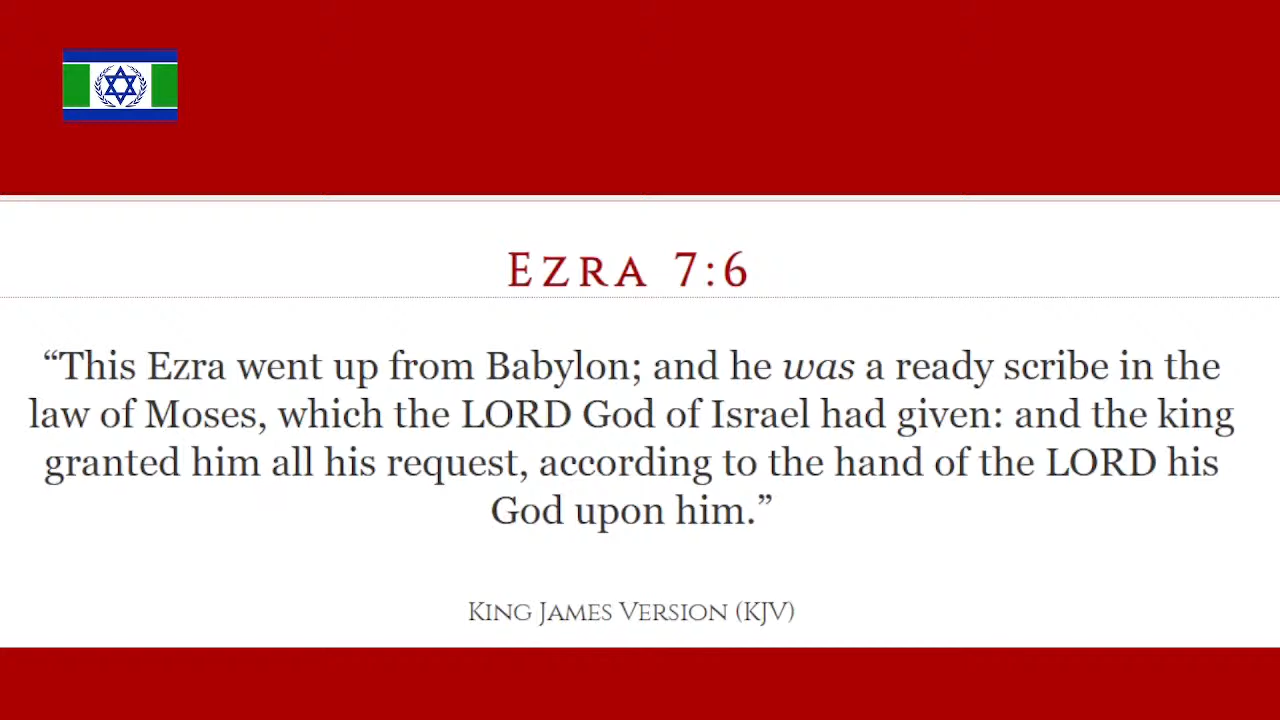 Ezra 7:6
“This Ezra went up from Babylon; and he was a ready scribe in the
law of Moses, which the LORD God of Israel had given: and the king
granted him all his request, according to the hand of the LORD his
God upon him.”
King James Version (KJV)